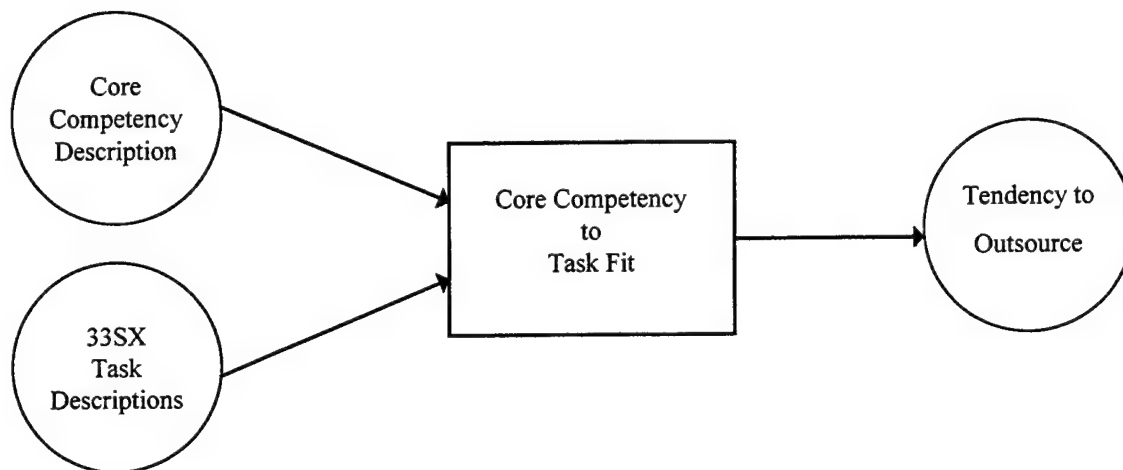 Core
Competency
Description
33SX
Task
Descriptions
Core Competency
to
Task Fit
Tendency to
Outsource